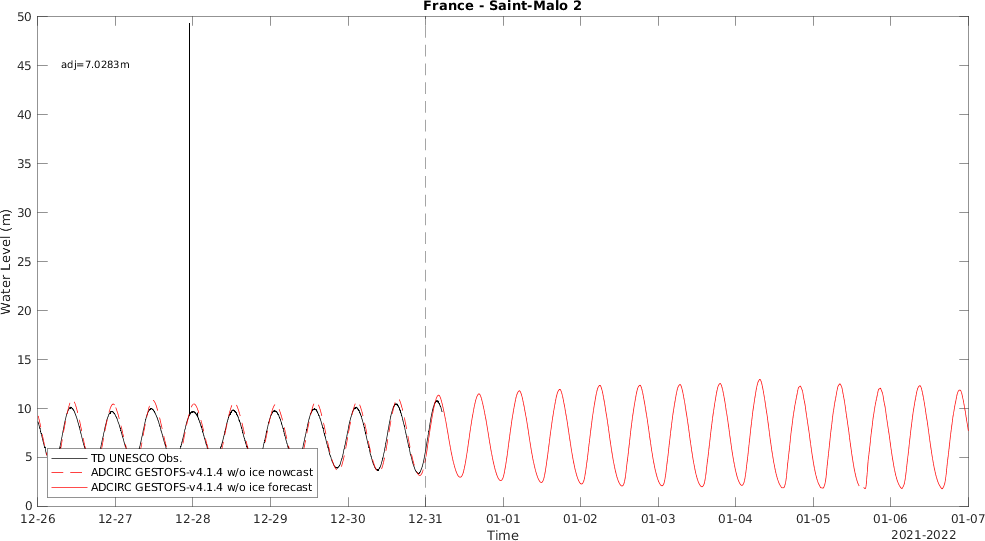 France - Saint-Malo 2
50
45
40
35
30
25
20
15
10
5
0
Water Level (m)
adj=7.0283m
TD UNESCO Obs.
ADCIRC GESTOFS-v4.1.4 w/o ice nowcast
ADCIRC GESTOFS-v4.1.4 w/o ice forecast
12-26 12-27 12-28 12-29 12-30 12-31 01-01 01-02 01-03 01-04 01-05 01-06 01-07
Time
2021-2022